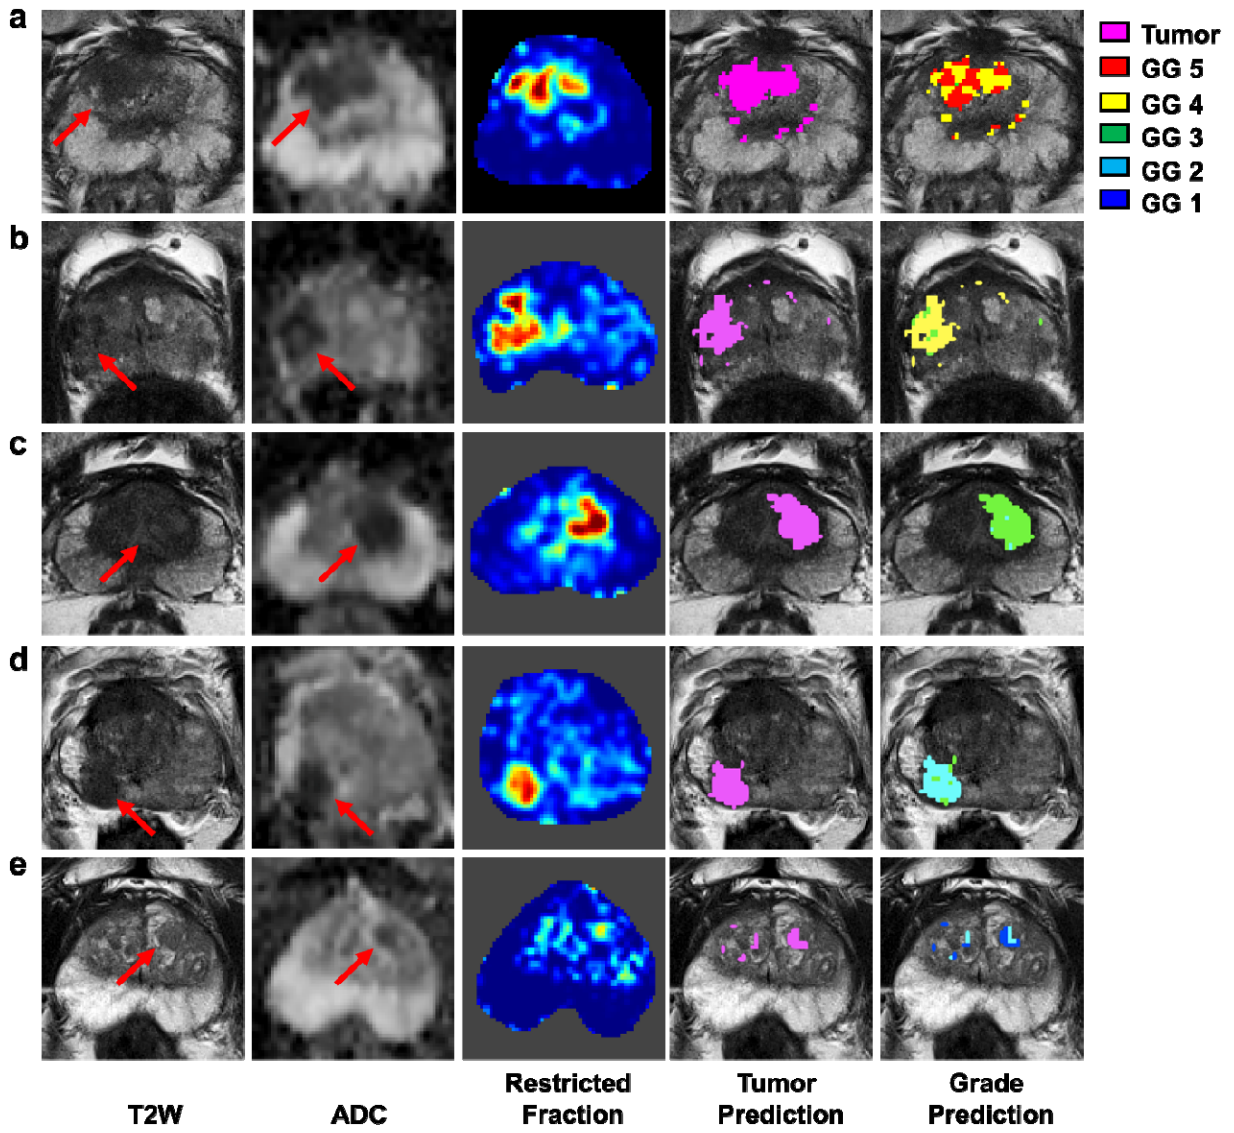 a
Tumor
GG 5
GG 4
GG 3
GG 2
GG 1
b
c
d
e
T2W
ADC
Restricted
Fraction
Tumor
Prediction
Grade
Prediction